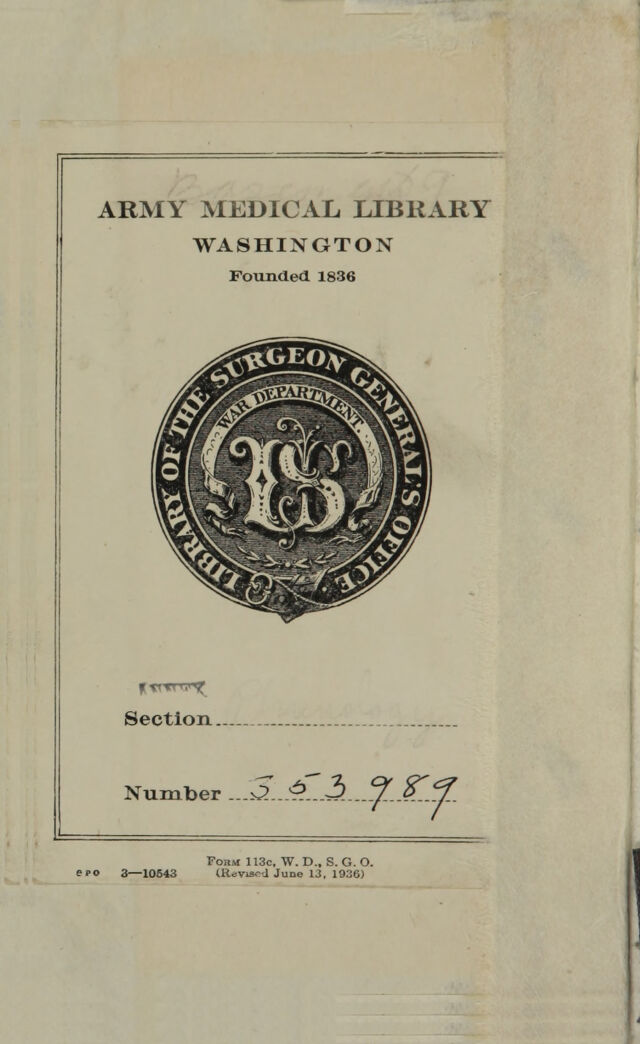 ARMY MEDICAL LIBRARY
WASHINGTON
Founded 1836
LIBRARY OF THE SURGEON GENERAL'S OFFICE
WAR DEPARTMENT.
LS
Section
Number 353989
Form 113c, W. D., S. G. O.
GPO 3—10543 (Revised June 13, 1936)